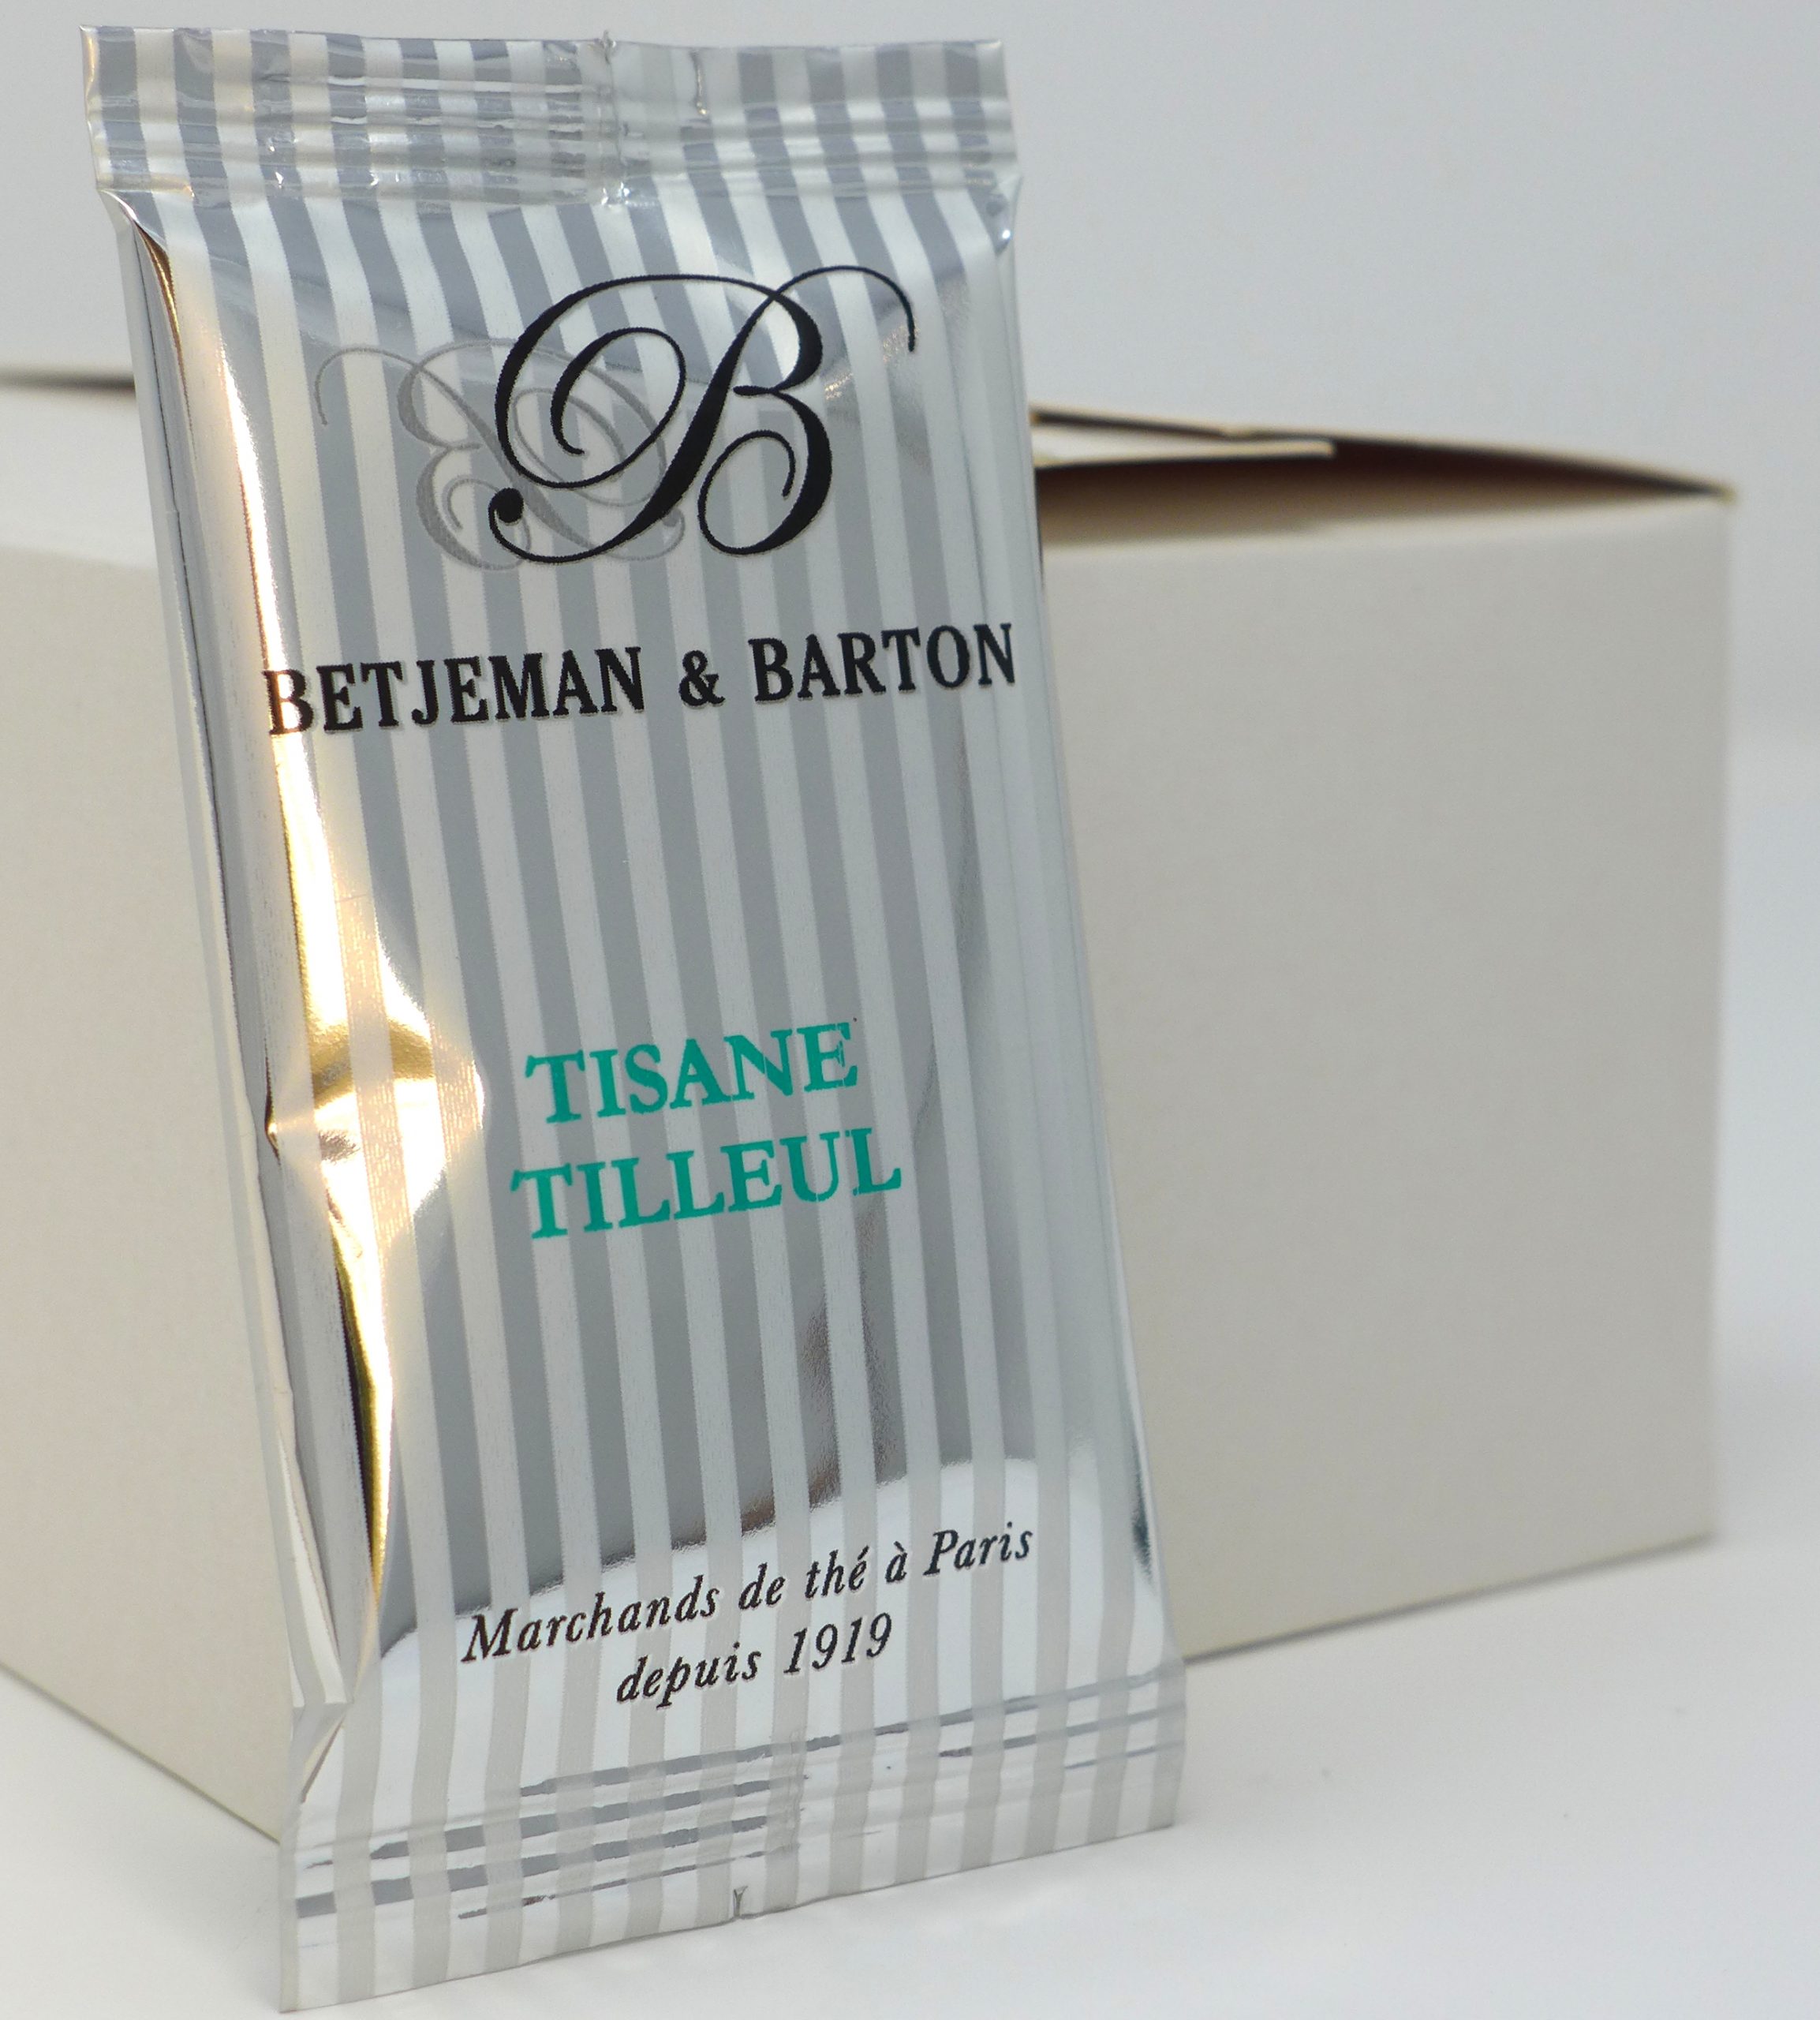 B
BETJEMAN & BARTON
TISANE
TILLEUL
Marchands de thé à Paris
depuis 1919